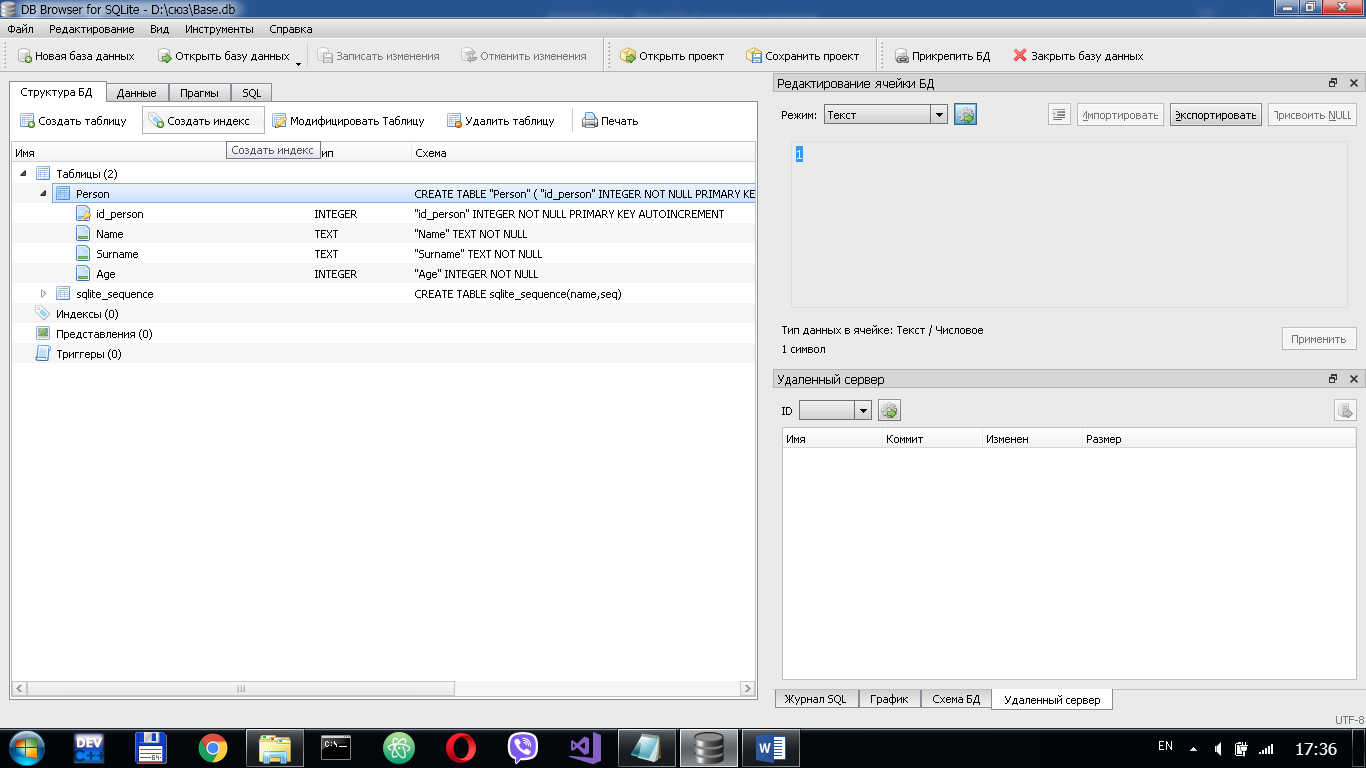 DB Browser for SQLite - D:\сюз\Base.db
Файл Редактирование Вид Инструменты Справка
Новая база данных Открыть базу данных Записать изменения Отменить изменения Открыть проект Сохранить проект Прикрепить БД Закрыть базу данных
Структура БД Данные Прагмы SQL
Создать таблицу Создать индекс Модифицировать Таблицу Удалить таблицу Печать
Создать индекс
Имя ип Схема
Таблицы (2)
Person CREATE TABLE "Person" ( "id_person" INTEGER NOT NULL PRIMARY KE
id_person INTEGER "id_person" INTEGER NOT NULL PRIMARY KEY AUTOINCREMENT
Name TEXT "Name" TEXT NOT NULL
Surname TEXT "Surname" TEXT NOT NULL
Age INTEGER "Age" INTEGER NOT NULL
sqlite_sequence CREATE TABLE sqlite_sequence(name,seq)
Индексы (0)
Представления (0)
Триггеры (0)
Редактирование ячейки БД
Режим: Текст Импортировать Экспортировать Присвоить NULL
1
Тип данных в ячейке: Текст / Числовое
1 символ
Применить
Удаленный сервер
ID
Имя Коммит Изменен Размер
Журнал SQL График Схема БД Удаленный сервер
UTF-8
DEV C++ 64 C:\ W EN 17:36